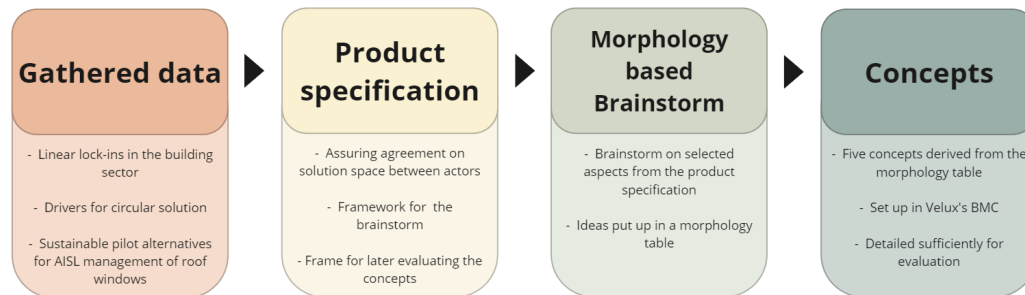 Gathered data
- Linear lock-ins in the building
sector
- Drivers for circular solution
- Sustainable pilot alternatives
for AISL management of roof
windows
Product
specification
- Assuring agreement on
solution space between actors
- Framework for the
brainstorm
- Frame for later evaluating the
concepts
Morphology
based
Brainstorm
- Brainstorm on selected
aspects from the product
specification
- Ideas put up in a morphology
table
Concepts
- Five concepts derived from the
morphology table
- Set up in Velux's BMC
- Detailed sufficiently for
evaluation